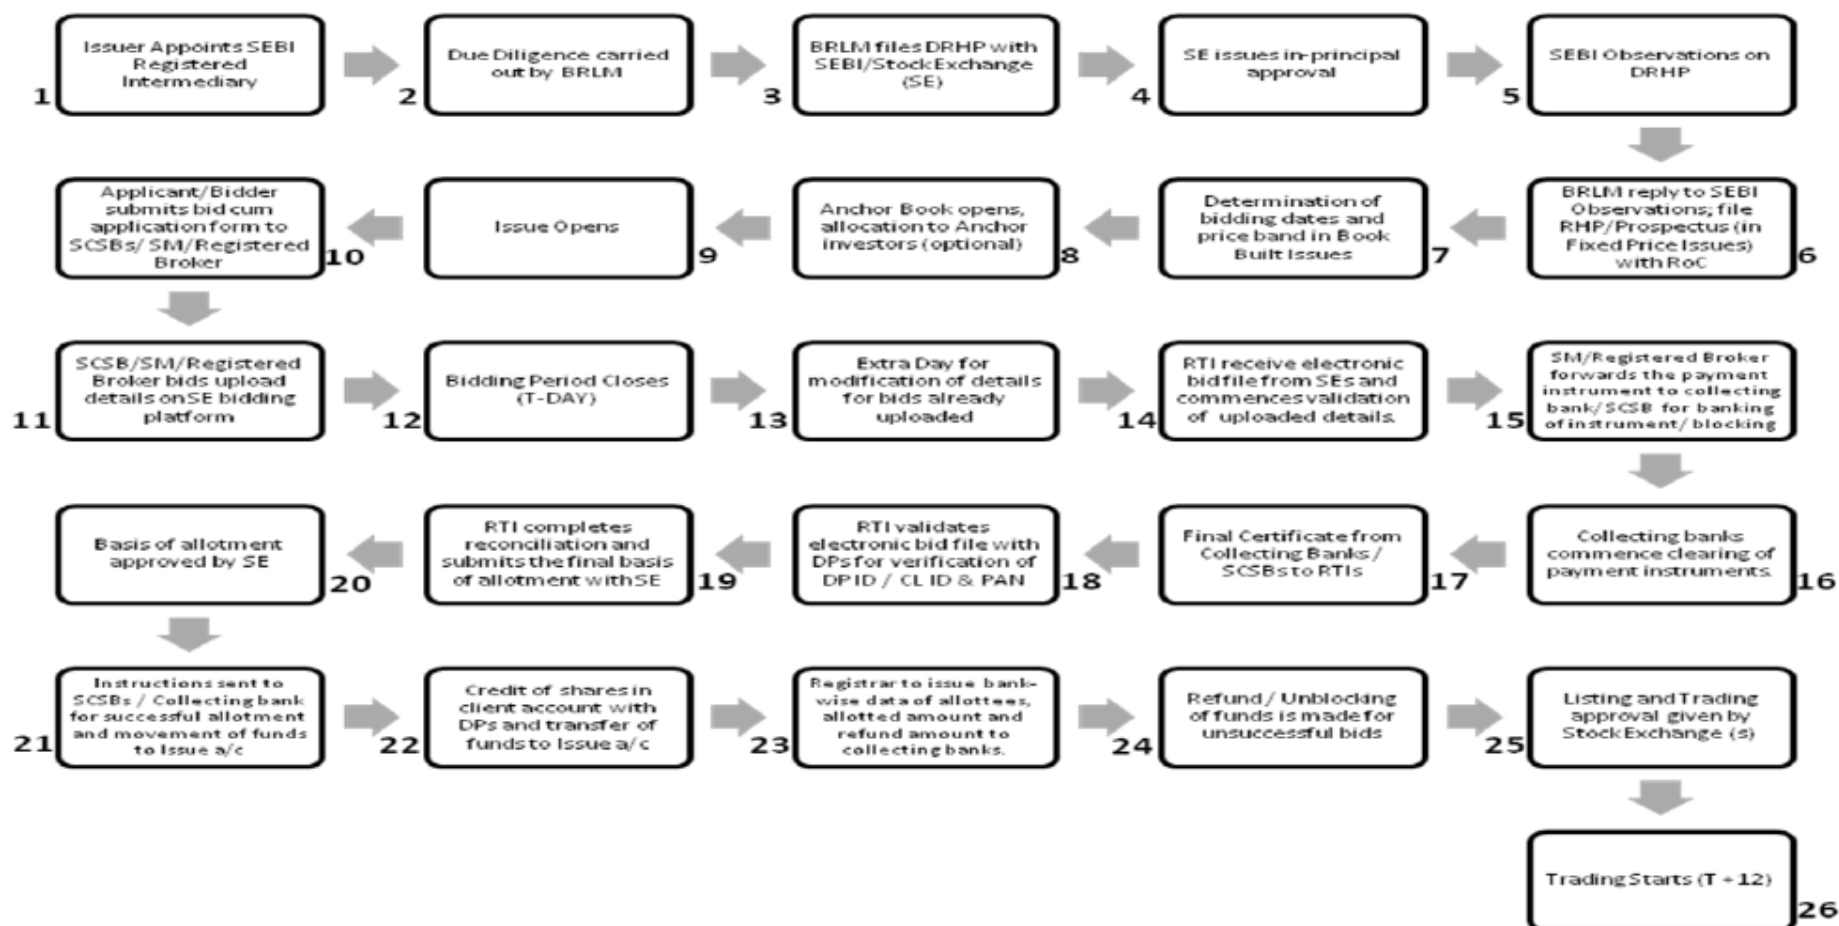 Issuer Appoints SEBI
Registered
Intermediary
1
Due Diligence carried
out by BRLM
2
BRLM files DRHP with
SEBI/Stock Exchange
(SE)
3
SE issues in-principal
approval
4
SEBI Observations on
DRHP
5
BRLM reply to SEBI
Observations; file
RHP/Prospectus (in
Fixed Price Issues)
with RoC
6
Determination of
bidding dates and
price band in Book
Built Issues
7
Anchor Book opens,
allocation to Anchor
investors (optional)
8
Issue Opens
9
Applicant/Bidder
submits bid cum
application form to
SCSBs/ SM/Registered
Broker
10
SCSB/SM/Registered
Broker bids upload
details on SE bidding
platform
11
Bidding Period Closes
(T-DAY)
12
Extra Day for
modification of details
for bids already
uploaded
13
RTI receive electronic
bid file from SEs and
commences validation
of uploaded details.
14
SM/Registered Broker
forwards the payment
instrument to collecting
bank/ SCSB for banking
of instrument/ blocking
15
Collecting banks
commence clearing of
payment instruments.
16
Final Certificate from
Collecting Banks /
SCSBs to RTIs
17
RTI validates
electronic bid file with
DPs for verification of
DP ID / CL ID & PAN
18
RTI completes
reconciliation and
submits the final basis
of allotment with SE
19
Basis of allotment
approved by SE
20
Instructions sent to
SCSBs / Collecting bank
for successful allotment
and movement of funds
to Issue a/c
21
Credit of shares in
client account with
DPs and transfer of
funds to Issue a/c
22
Registrar to issue bank-
wise data of allottees,
allotted amount and
refund amount to
collecting banks.
23
Refund / Unblocking
of funds is made for
unsuccessful bids
24
Listing and Trading
approval given by
Stock Exchange (s)
25
Trading Starts (T + 12)
26